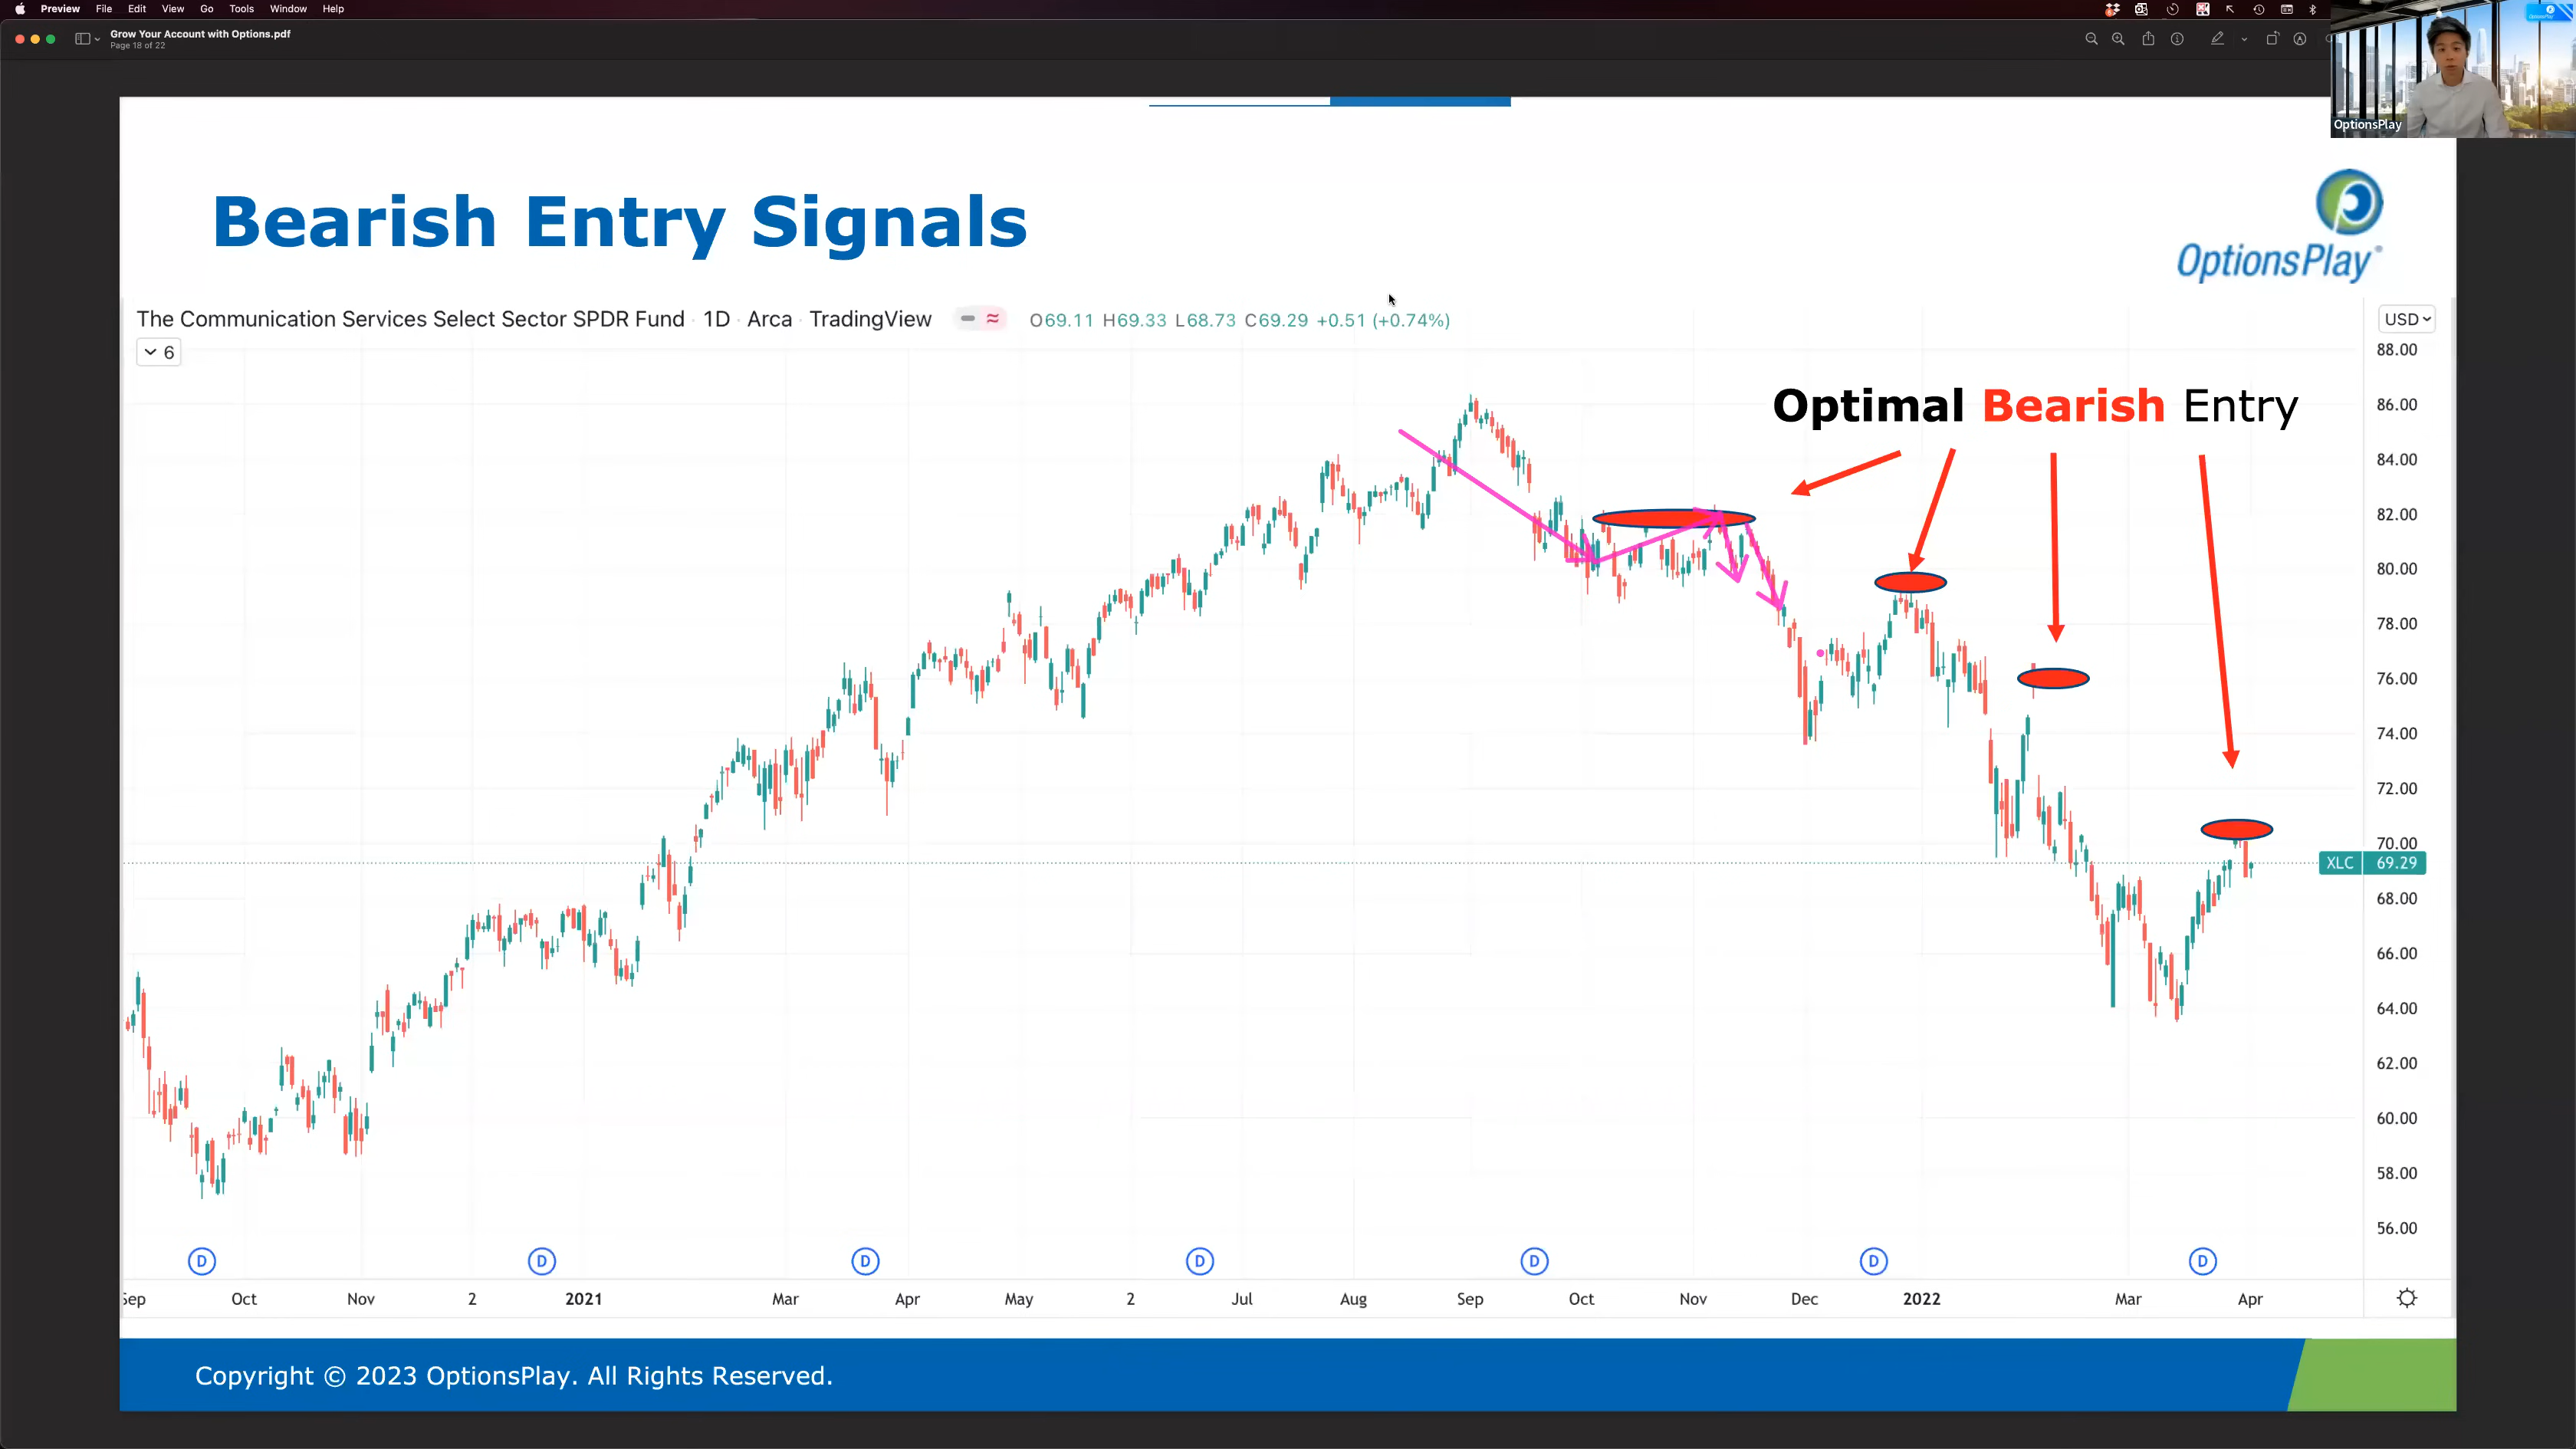 Preview File Edit View Go Tools Window Help
Grow Your Account with Options.pdf
Page 18 of 22
OptionsPlay
Bearish Entry Signals
OptionsPlay
The Communication Services Select Sector SPDR Fund · 1D · Arca · TradingView O69.11 H69.33 L68.73 C69.29 +0.51 (+0.74%)
USD
6
88.00
Optimal Bearish Entry
86.00
84.00
82.00
80.00
78.00
76.00
74.00
72.00
70.00
XLC 69.29
68.00
66.00
64.00
62.00
60.00
58.00
56.00
D D D D D D D
Sep Oct Nov 2 2021 Mar Apr May 2 Jul Aug Sep Oct Nov Dec 2022 Mar Apr
Copyright © 2023 OptionsPlay. All Rights Reserved.